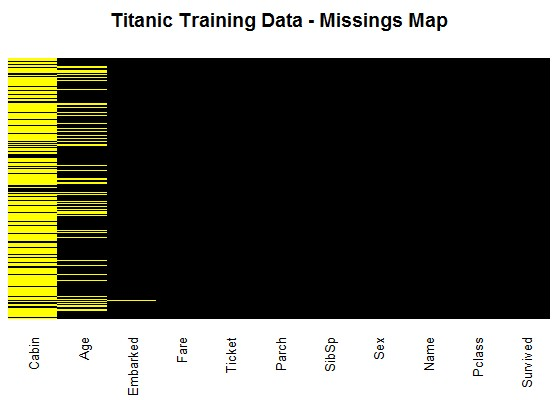 Titanic Training Data - Missings Map
Cabin
Age
Embarked
Fare
Ticket
Parch
SibSp
Sex
Name
Pclass
Survived